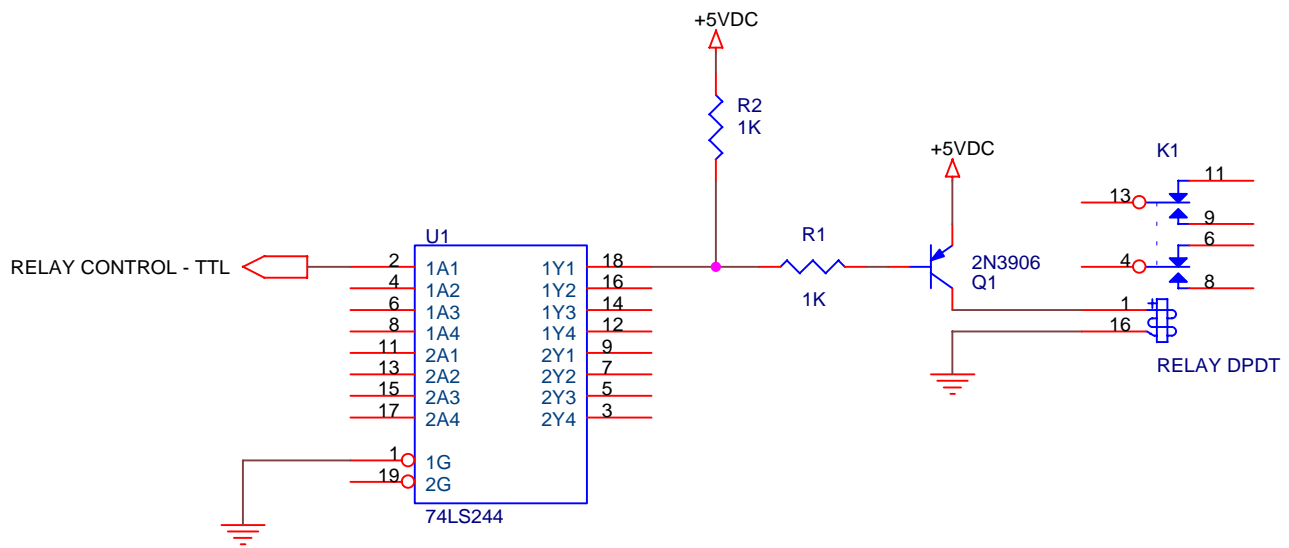 +5VDC
R2
1K
+5VDC
K1
11
13
9
6
4
8
1
16
RELAY DPDT
R1
1K
2N3906
Q1
RELAY CONTROL - TTL
U1
2 1A1 1Y1 18
4 1A2 1Y2 16
6 1A3 1Y3 14
8 1A4 1Y4 12
11 2A1 2Y1 9
13 2A2 2Y2 7
15 2A3 2Y3 5
17 2A4 2Y4 3
1 1G
19 2G
74LS244
+